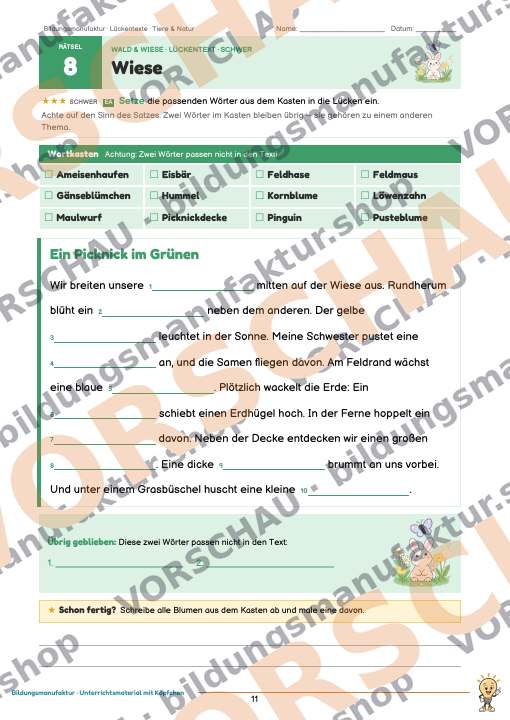 Bildungsmanufaktur · Lückentexte · Tiere & Natur
Name: Datum:
RÄTSEL
8
WALD & WIESE · LÜCKENTEXT · SCHWER
Wiese
★★★ SCHWER EA Setze die passenden Wörter aus dem Kasten in die Lücken ein.
Achte auf den Sinn des Satzes. Zwei Wörter im Kasten bleiben übrig – sie gehören zu einem anderen
Thema.
Wortkasten Achtung: Zwei Wörter passen nicht in den Text!
☐ Ameisenhaufen ☐ Eisbär ☐ Feldhase ☐ Feldmaus
☐ Gänseblümchen ☐ Hummel ☐ Kornblume ☐ Löwenzahn
☐ Maulwurf ☐ Picknickdecke ☐ Pinguin ☐ Pusteblume
Ein Picknick im Grünen
Wir breiten unsere 1 mitten auf der Wiese aus. Rundherum
blüht ein 2 neben dem anderen. Der gelbe
3 leuchtet in der Sonne. Meine Schwester pustet eine
4 an, und die Samen fliegen davon. Am Feldrand wächst
eine blaue 5 . Plötzlich wackelt die Erde: Ein
6 schiebt einen Erdhügel hoch. In der Ferne hoppelt ein
7 davon. Neben der Decke entdecken wir einen großen
8 . Eine dicke 9 brummt an uns vorbei.
Und unter einem Grasbüschel huscht eine kleine 10 .
Übrig geblieben: Diese zwei Wörter passen nicht in den Text:
1. 2.
★ Schon fertig? Schreibe alle Blumen aus dem Kasten ab und male eine davon.
Bildungsmanufaktur · Unterrichtsmaterial mit Köpfchen
11
VORSCHAU · bildungsmanufaktur.shop